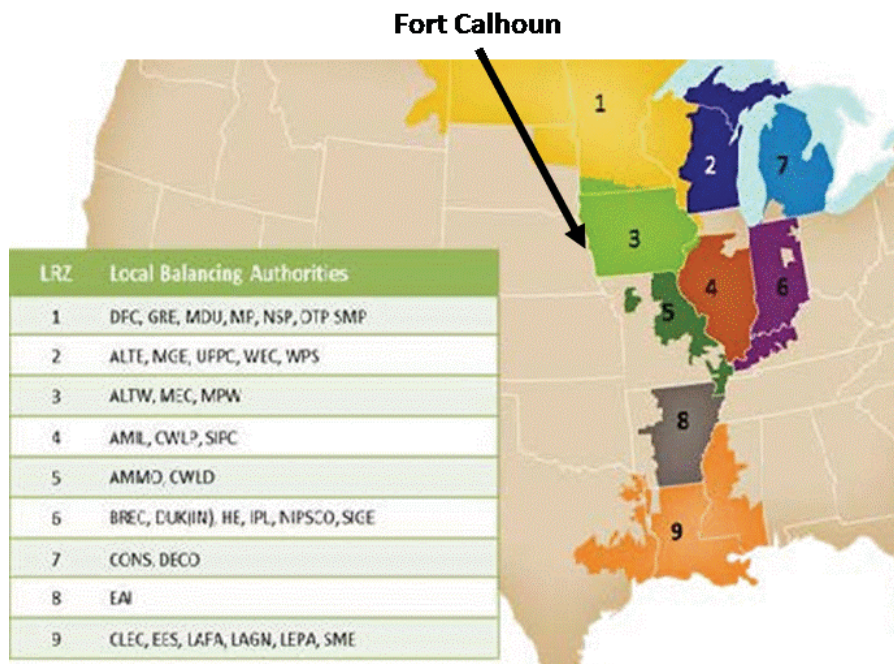 Fort Calhoun
1
2
7
3
4
6
5
8
9
LRZ Local Balancing Authorities
1 DPC, GRE, MDU, MP, NSP, OTP SMP
2 ALTE, MGE, UPPC, WEC, WPS
3 ALTW, MEC, MPW
4 AMIL, CWLP, SIPC
5 AMMO, CWLD
6 BREC, DUK(IN), HE, IPL, NIPSCO, SIGE
7 CONS, DECO
8 EAI
9 CLEC, EES, LAFA, LAGN, LEPA, SME